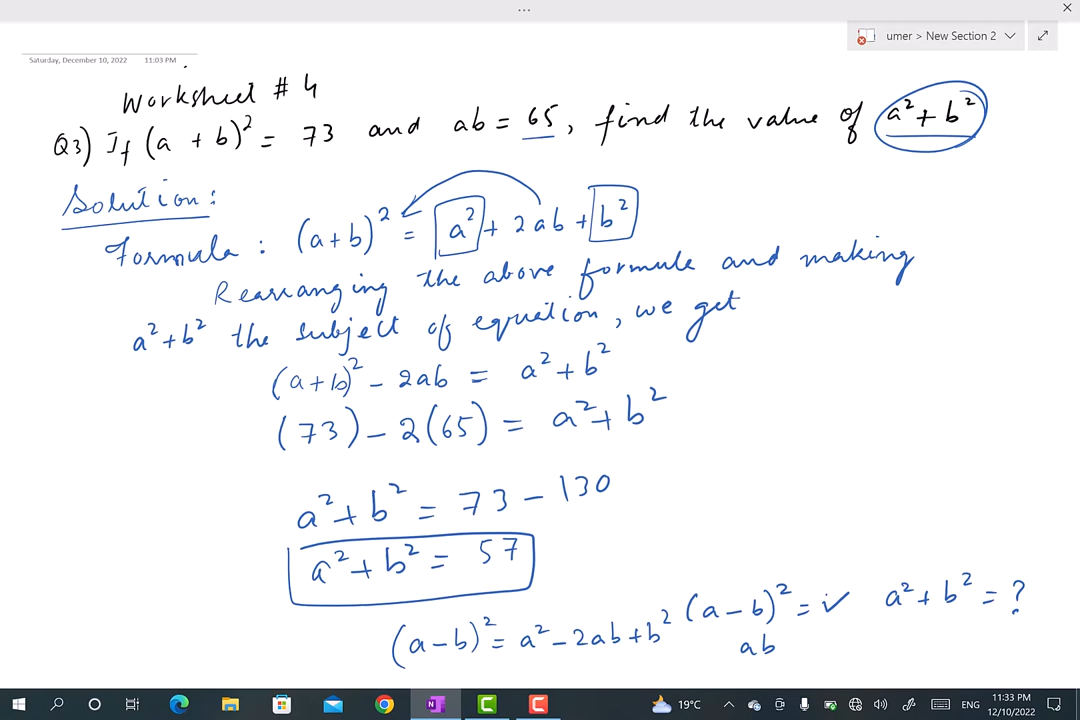 umer > New Section 2
Saturday, December 10, 2022 11:03 PM
Worksheet # 4
Q3) If (a + b)² = 73 and ab = 65, find the value of a² + b²
Solution:
Formula : (a+b)² = a² + 2ab + b²
Rearranging the above formule and making
a² + b² the subject of equation, we get
(a+b)² - 2ab = a² + b²
(73) - 2(65) = a² + b²
a² + b² = 73 - 130
a² + b² = 57
(a-b)² = a² - 2ab + b² (a-b)² = ✓ a² + b² = ?
ab
19°C ENG 11:33 PM
12/10/2022